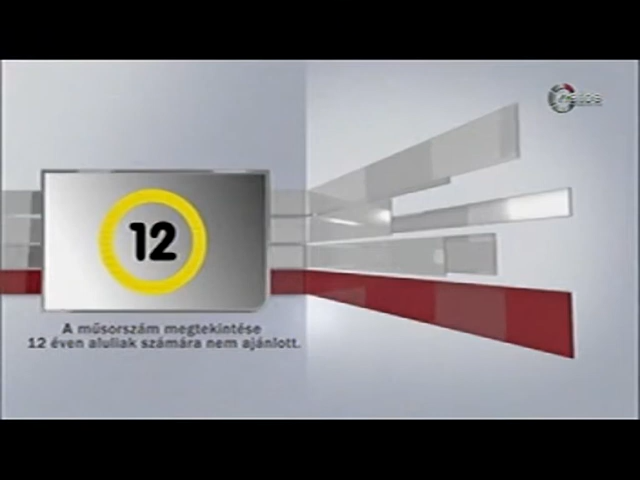 12
A műsorszám megtekintése
12 éven aluliak számára nem ajánlott.